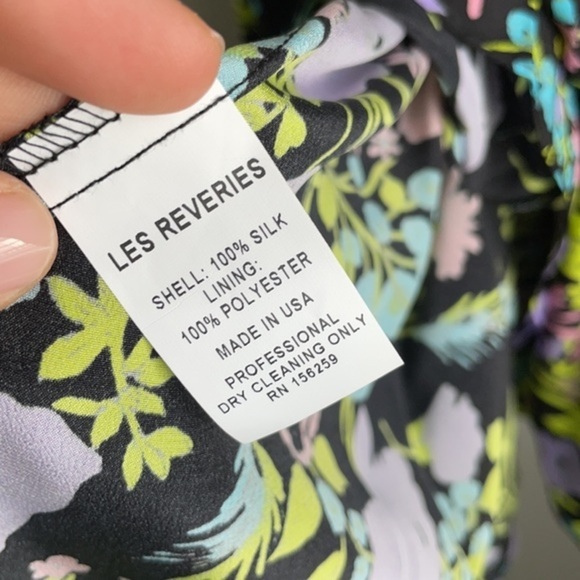 LES REVERIES
SHELL: 100% SILK
LINING:
100% POLYESTER
MADE IN USA
PROFESSIONAL
DRY CLEANING ONLY
RN 156259